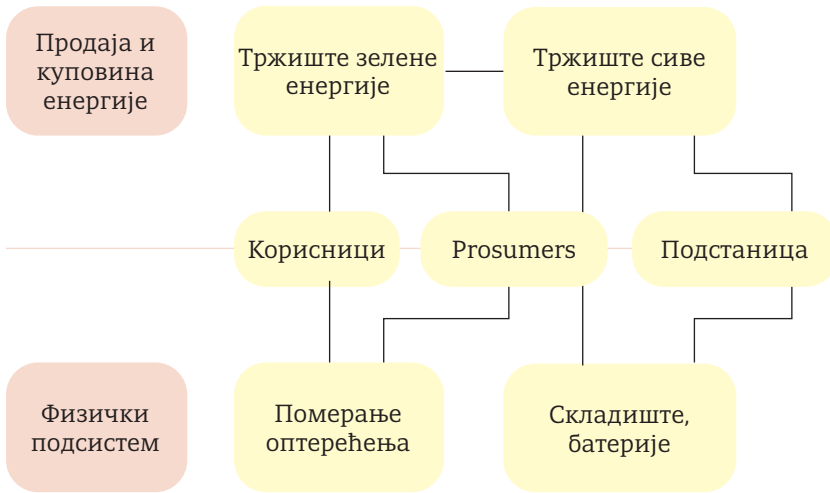 Продаја и
куповина
енергије
Тржиште зелене
енергије
Тржиште сиве
енергије
Корисници
Prosumers
Подстаница
Физички
подсистем
Померање
оптерећења
Складиште,
батерије